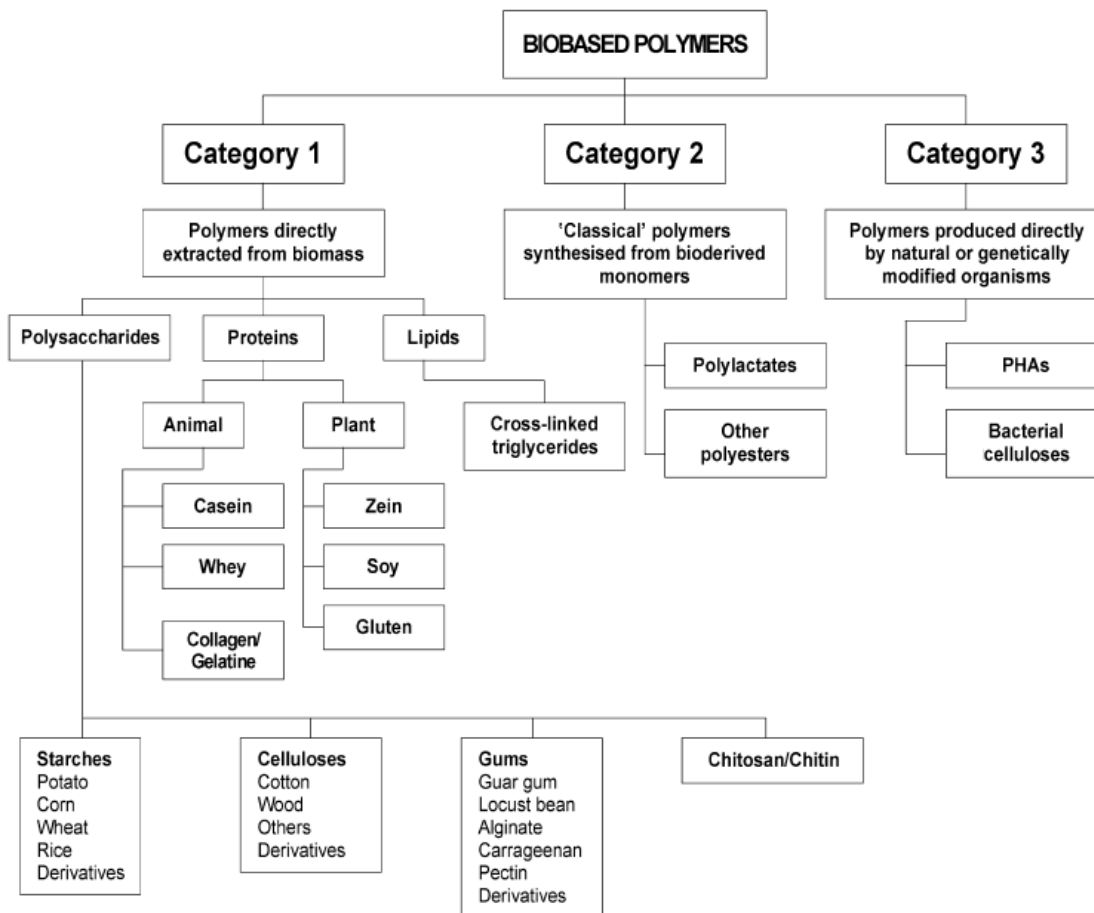 BIOBASED POLYMERS
Category 1
Category 2
Category 3
Polymers directly
extracted from biomass
'Classical' polymers
synthesised from bioderived
monomers
Polymers produced directly
by natural or genetically
modified organisms
Polysaccharides
Proteins
Lipids
Polylactates
PHAs
Animal
Plant
Cross-linked
triglycerides
Other
polyesters
Bacterial
celluloses
Casein
Zein
Whey
Soy
Collagen/
Gelatine
Gluten
Starches
Potato
Corn
Wheat
Rice
Derivatives
Celluloses
Cotton
Wood
Others
Derivatives
Gums
Guar gum
Locust bean
Alginate
Carrageenan
Pectin
Derivatives
Chitosan/Chitin